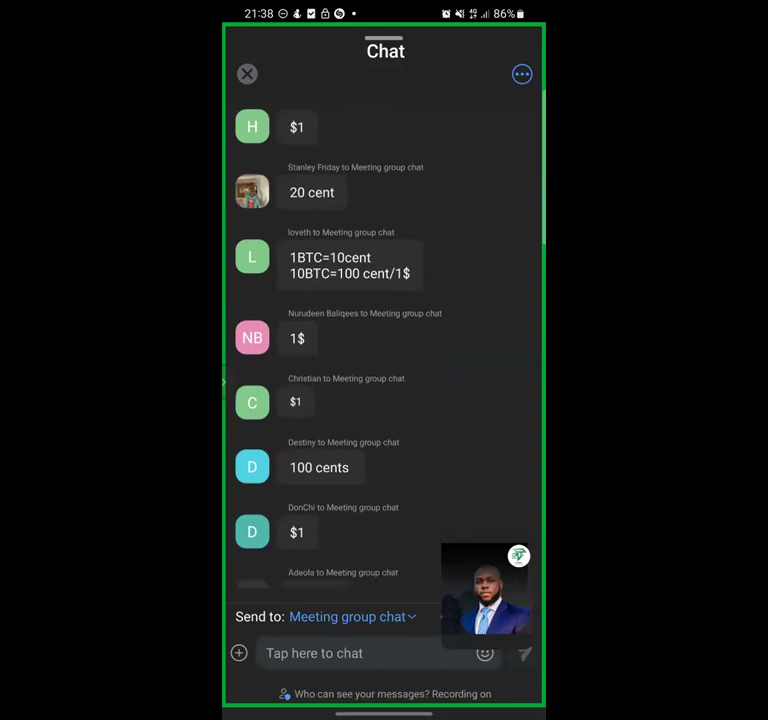 21:38
86%
Chat
H
$1
Stanley Friday to Meeting group chat
20 cent
loveth to Meeting group chat
L
1BTC=10cent
10BTC=100 cent/1$
Nurudeen Baliqees to Meeting group chat
NB
1$
Christian to Meeting group chat
C
$1
Destiny to Meeting group chat
D
100 cents
DonChi to Meeting group chat
D
$1
Adeola to Meeting group chat
Send to: Meeting group chat
Tap here to chat
Who can see your messages? Recording on